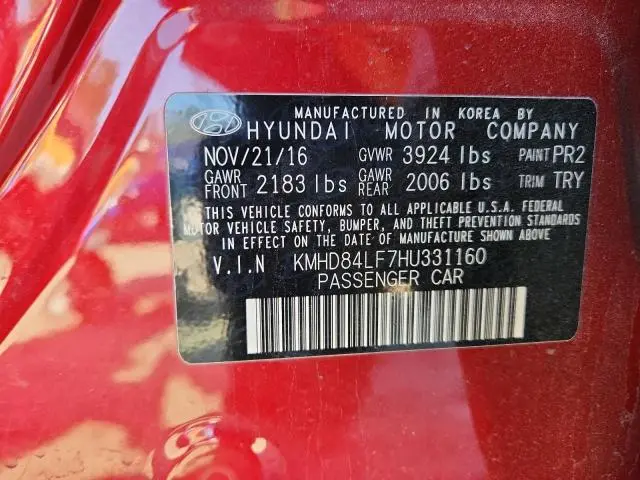 MANUFACTURED IN KOREA BY
HYUNDAI MOTOR COMPANY
NOV/21/16 GVWR 3924 lbs PAINT PR2
GAWR FRONT 2183 lbs GAWR REAR 2006 lbs TRIM TRY
THIS VEHICLE CONFORMS TO ALL APPLICABLE U.S.A. FEDERAL
MOTOR VEHICLE SAFETY, BUMPER, AND THEFT PREVENTION STANDARDS
IN EFFECT ON THE DATE OF MANUFACTURE SHOWN ABOVE
V.I.N KMHD84LF7HU331160
PASSENGER CAR